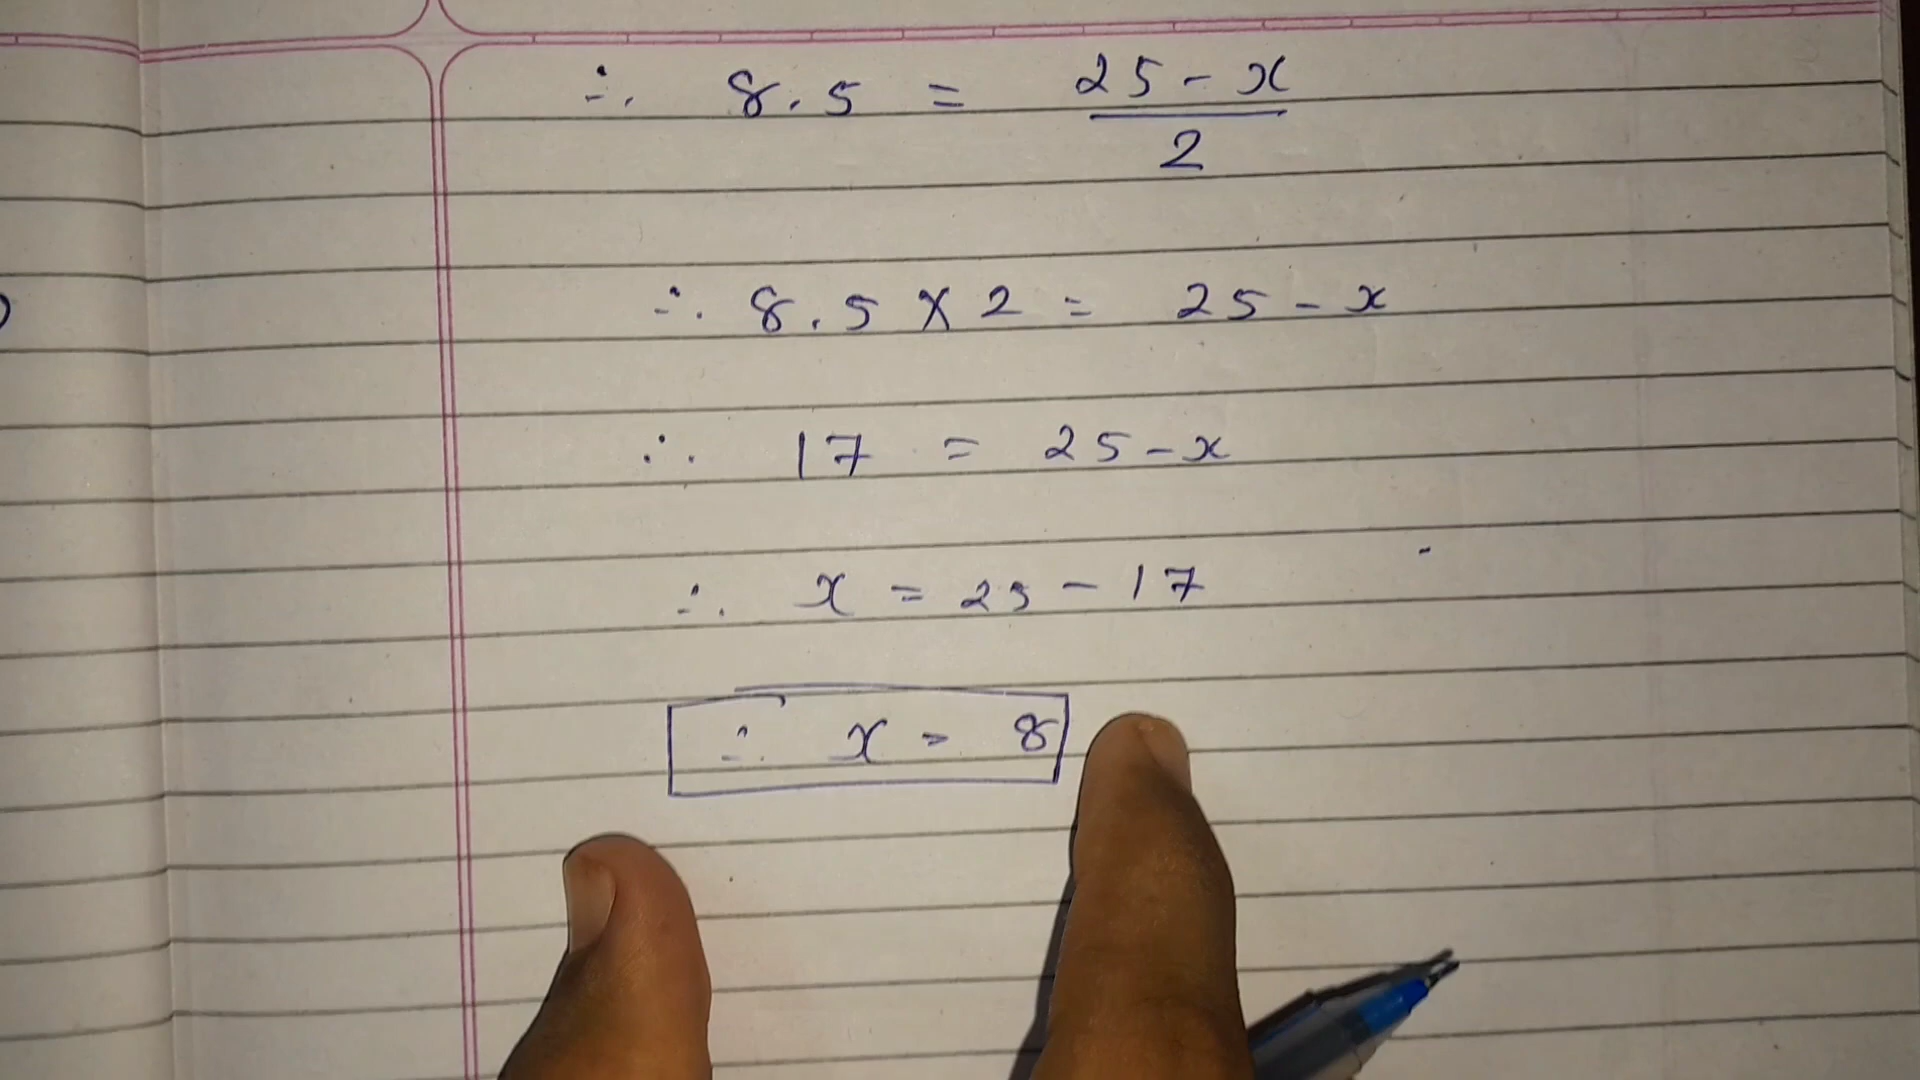 ∴ 8.5 = 25 - x / 2
∴ 8.5 × 2 = 25 - x
∴ 17 = 25 - x
∴ x = 25 - 17
∴ x = 8